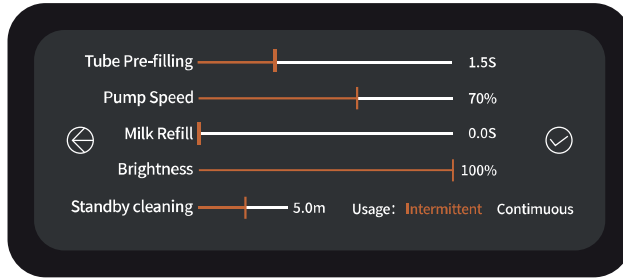 Tube Pre-filling 1.5S
Pump Speed 70%
Milk Refill 0.0S
Brightness 100%
Standby cleaning 5.0m Usage: Intermittent Continuous